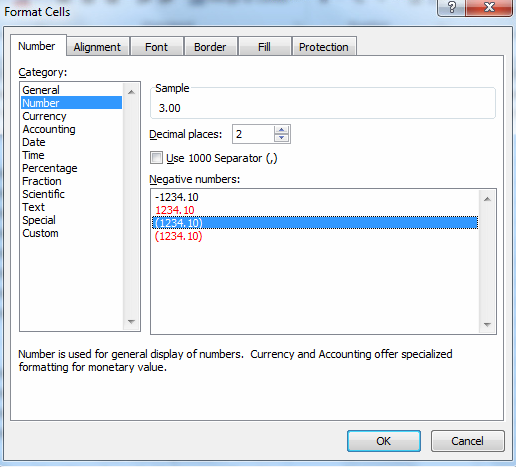 Format Cells
Number Alignment Font Border Fill Protection
Category:
General
Number
Currency
Accounting
Date
Time
Percentage
Fraction
Scientific
Text
Special
Custom
Sample
3.00
Decimal places: 2
Use 1000 Separator (,)
Negative numbers:
-1234.10
1234.10
(1234.10)
(1234.10)
Number is used for general display of numbers. Currency and Accounting offer specialized
formatting for monetary value.
OK Cancel